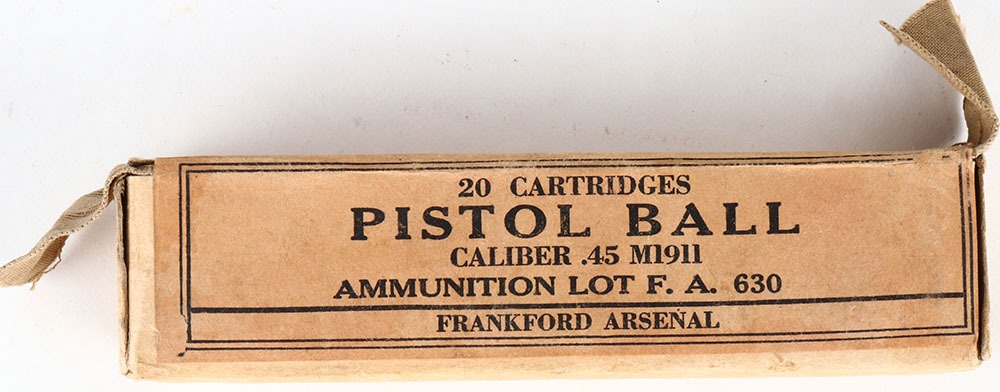 20 CARTRIDGES
PISTOL BALL
CALIBER .45 M1911
AMMUNITION LOT F. A. 630
FRANKFORD ARSENAL